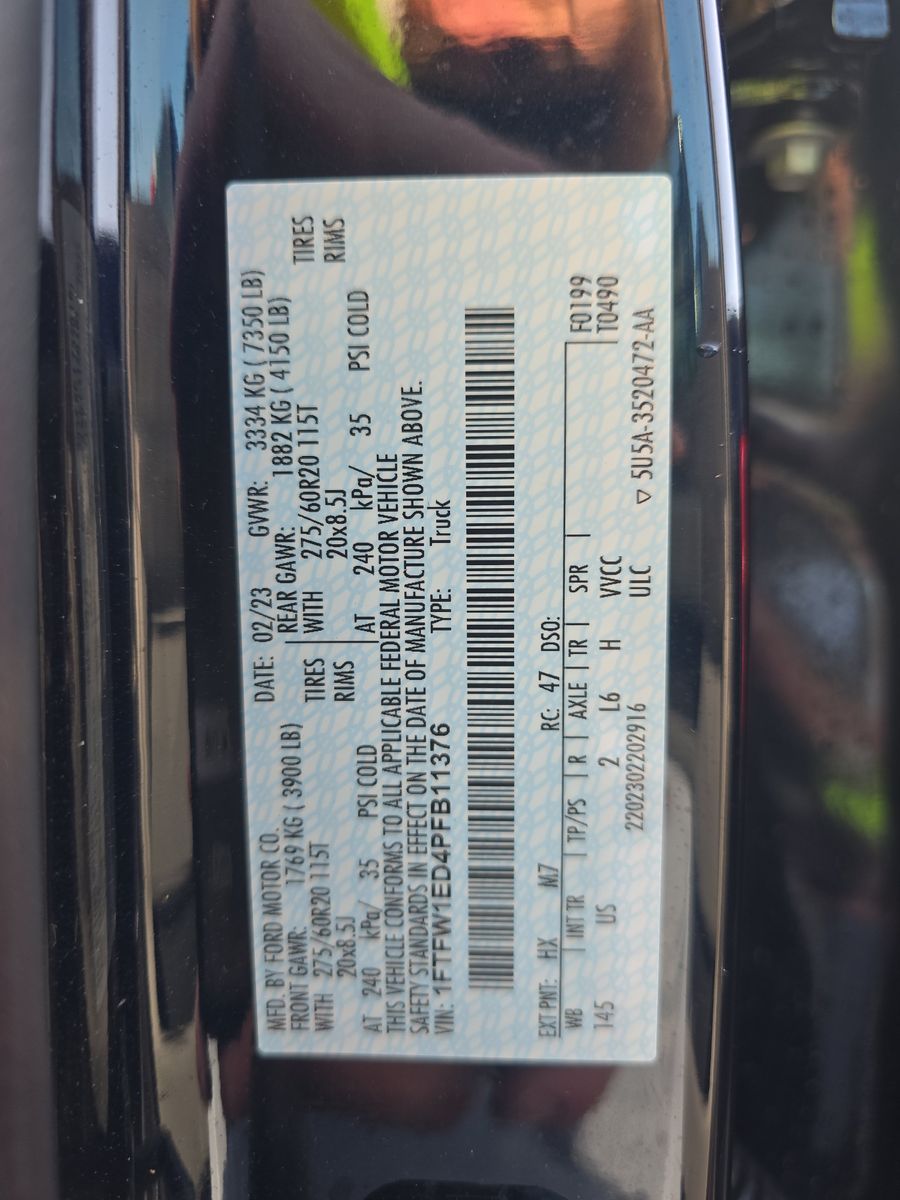 MFD. BY FORD MOTOR CO.
DATE: 02/23 GVWR: 3334 KG ( 7350 LB)
FRONT GAWR: 1769 KG ( 3900 LB)
REAR GAWR: 1882 KG ( 4150 LB)
WITH 275/60R20 115T TIRES
WITH 275/60R20 115T TIRES
20x8.5J RIMS
20x8.5J RIMS
AT 240 kPa/ 35 PSI COLD
AT 240 kPa/ 35 PSI COLD
THIS VEHICLE CONFORMS TO ALL APPLICABLE FEDERAL MOTOR VEHICLE
SAFETY STANDARDS IN EFFECT ON THE DATE OF MANUFACTURE SHOWN ABOVE.
VIN: 1FTFW1ED4PFB11376 TYPE: Truck
EXT PNT: HX M7 RC: 47 DSO: F0199
WB INT TR TP/PS R AXLE TR SPR T0490
145 US 2 L6 H VVCC
2202302202916 ULC ▽ 5U5A-3520472-AA